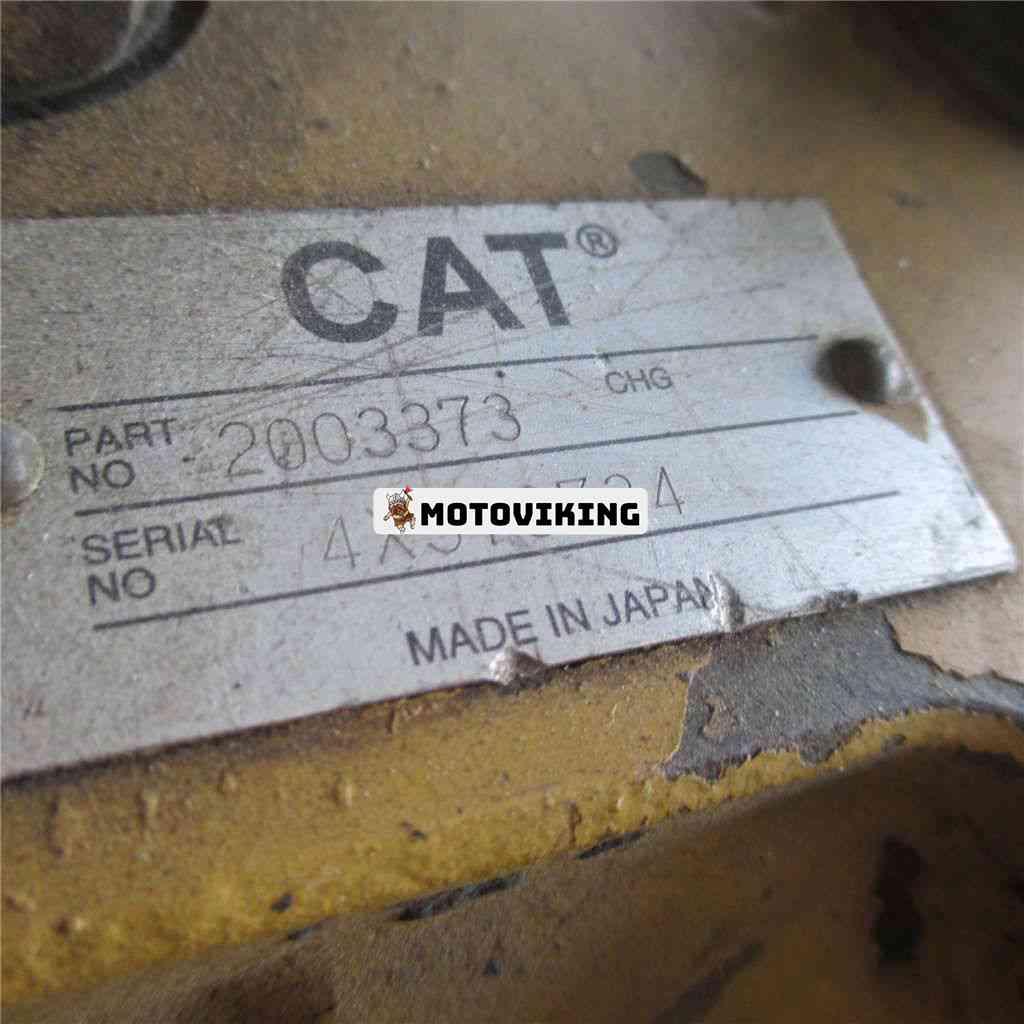 CAT®
PART NO 2003373 CHG
MOTOVIKING
SERIAL NO
MADE IN JAPAN